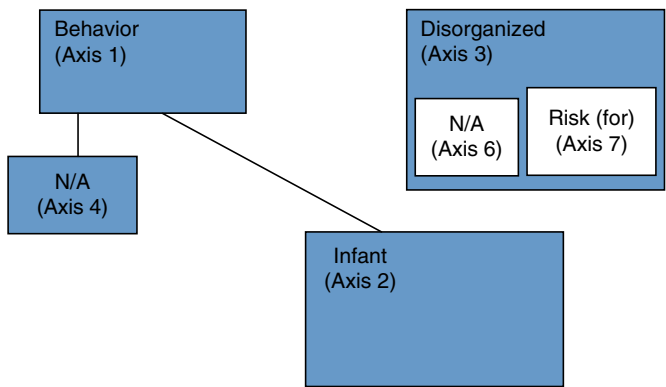 Behavior
(Axis 1)
Disorganized
(Axis 3)
N/A
(Axis 6)
Risk (for)
(Axis 7)
N/A
(Axis 4)
Infant
(Axis 2)